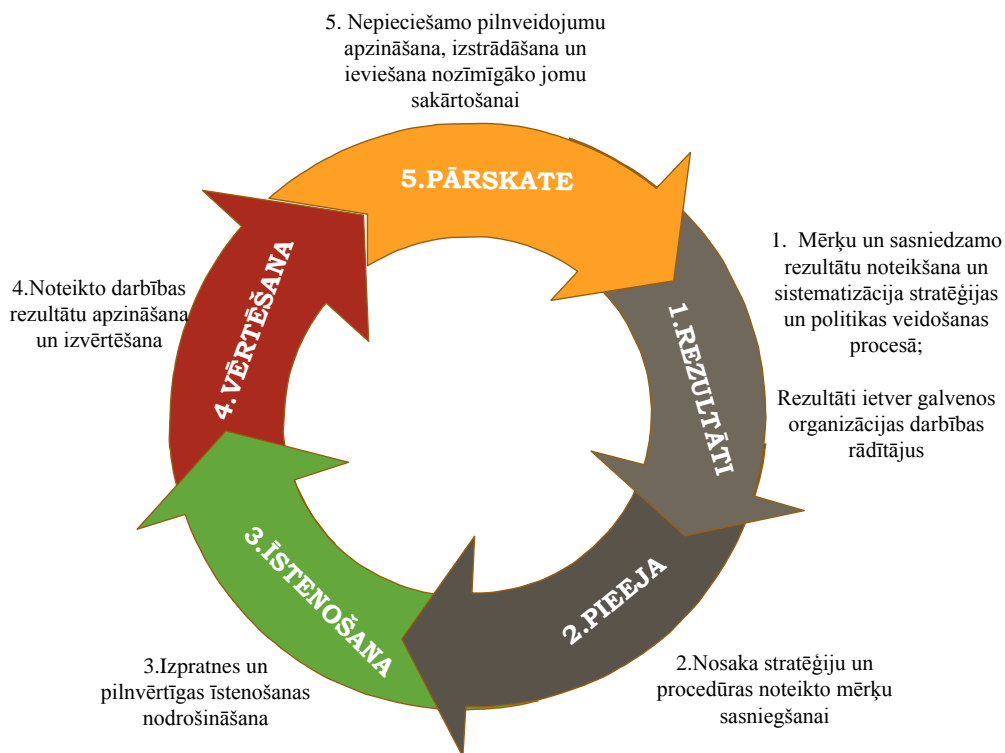 5. Nepieciešamo pilnveidojumu
apzināšana, izstrādāšana un
ieviešana nozīmīgāko jomu
sakārtošanai
5.PĀRSKATE
1. Mērķu un sasniedzamo
rezultātu noteikšana un
sistematizācija stratēģijas
un politikas veidošanas
procesā;
Rezultāti ietver galvenos
organizācijas darbības
rādītājus
1.REZULTĀTI
4.Noteikto darbības
rezultātu apzināšana
un izvērtēšana
4.VĒRTĒŠANA
3.ĪSTENOŠANA
2.PIEEJA
3.Izpratnes un
pilnvērtīgas īstenošanas
nodrošināšana
2.Nosaka stratēģiju un
procedūras noteikto mērķu
sasniegšanai